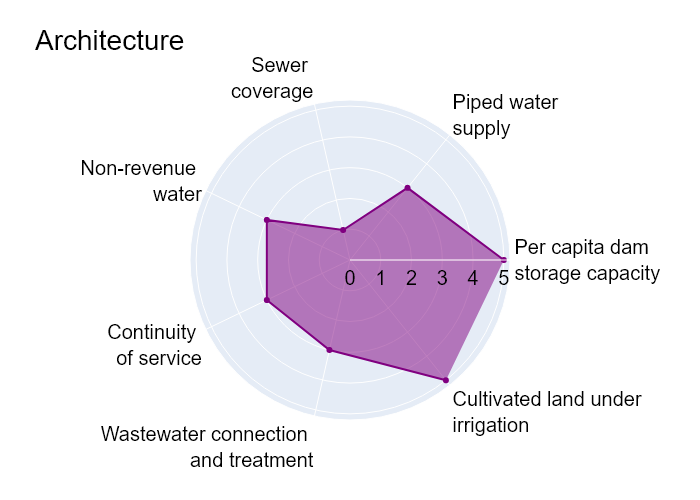 Architecture
Sewer
coverage
Piped water
supply
Non-revenue
water
Per capita dam
storage capacity
0 1 2 3 4 5
Continuity
of service
Cultivated land under
irrigation
Wastewater connection
and treatment